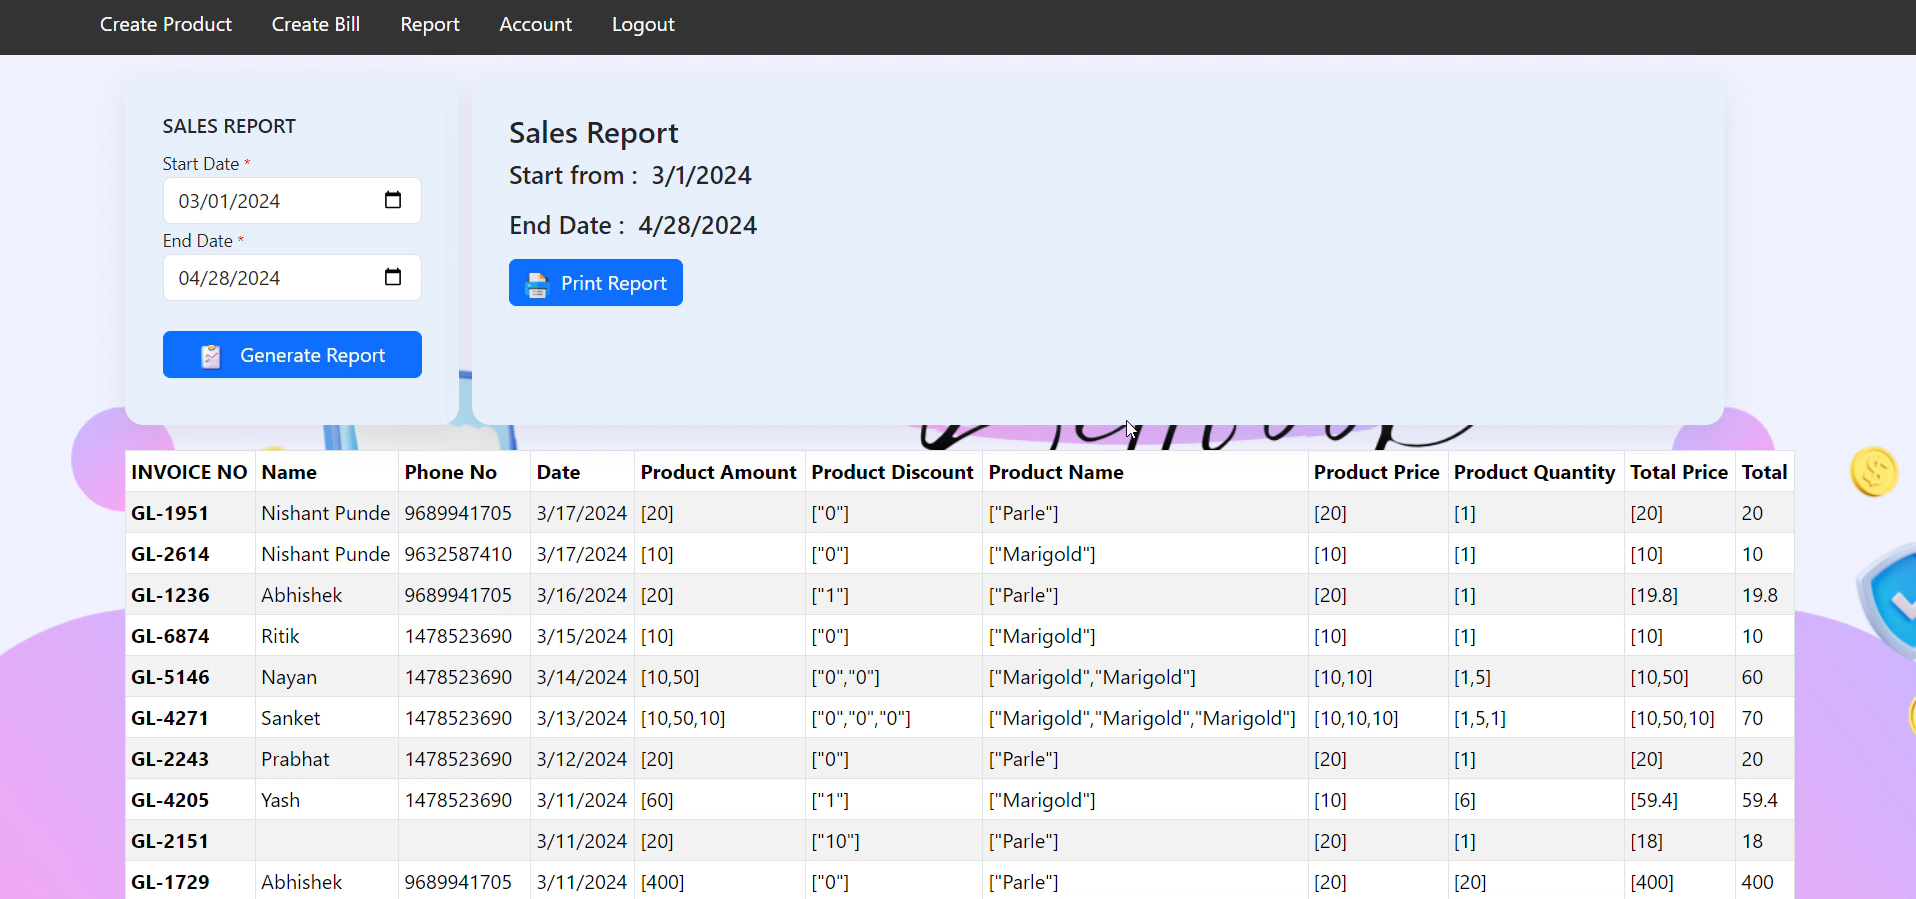 Create Product Create Bill Report Account Logout
SALES REPORT
Start Date *
03/01/2024
End Date *
04/28/2024
Generate Report
Sales Report
Start from : 3/1/2024
End Date : 4/28/2024
Print Report
INVOICE NO Name Phone No Date Product Amount Product Discount Product Name Product Price Product Quantity Total Price Total
GL-1951 Nishant Punde 9689941705 3/17/2024 [20] ["0"] ["Parle"] [20] [1] [20] 20
GL-2614 Nishant Punde 9632587410 3/17/2024 [10] ["0"] ["Marigold"] [10] [1] [10] 10
GL-1236 Abhishek 9689941705 3/16/2024 [20] ["1"] ["Parle"] [20] [1] [19.8] 19.8
GL-6874 Ritik 1478523690 3/15/2024 [10] ["0"] ["Marigold"] [10] [1] [10] 10
GL-5146 Nayan 1478523690 3/14/2024 [10,50] ["0","0"] ["Marigold","Marigold"] [10,10] [1,5] [10,50] 60
GL-4271 Sanket 1478523690 3/13/2024 [10,50,10] ["0","0","0"] ["Marigold","Marigold","Marigold"] [10,10,10] [1,5,1] [10,50,10] 70
GL-2243 Prabhat 1478523690 3/12/2024 [20] ["0"] ["Parle"] [20] [1] [20] 20
GL-4205 Yash 1478523690 3/11/2024 [60] ["1"] ["Marigold"] [10] [6] [59.4] 59.4
GL-2151 3/11/2024 [20] ["10"] ["Parle"] [20] [1] [18] 18
GL-1729 Abhishek 9689941705 3/11/2024 [400] ["0"] ["Parle"] [20] [20] [400] 400